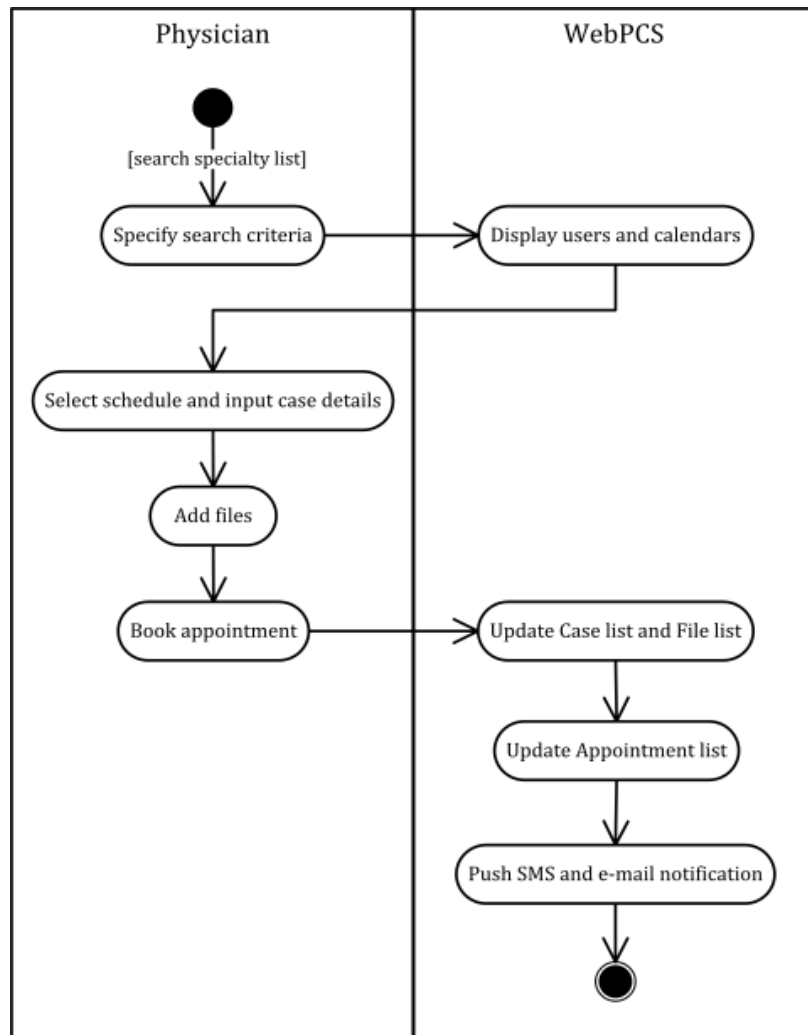 Physician
WebPCS
[search specialty list]
Specify search criteria
Display users and calendars
Select schedule and input case details
Add files
Book appointment
Update Case list and File list
Update Appointment list
Push SMS and e-mail notification